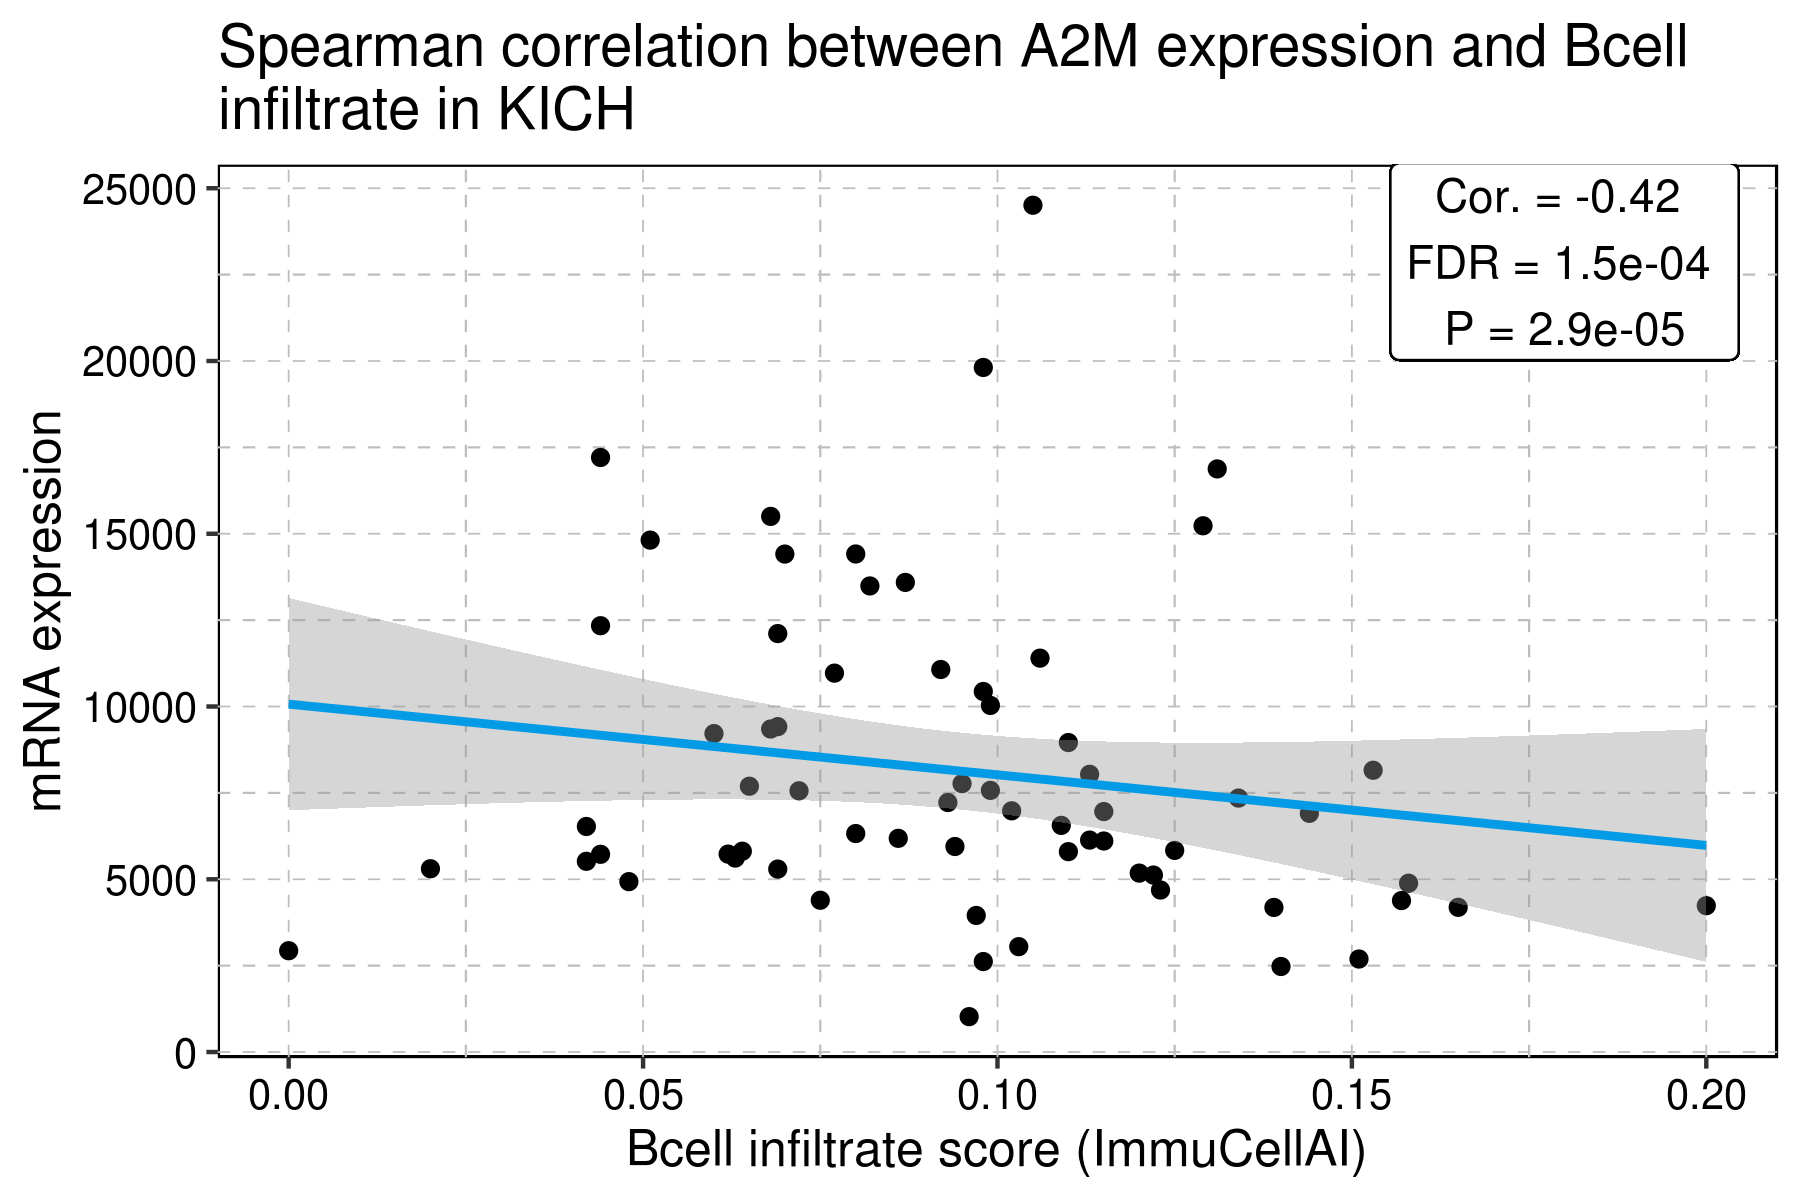 Spearman correlation between A2M expression and Bcell
infiltrate in KICH
Cor. = -0.42
FDR = 1.5e-04
P = 2.9e-05
mRNA expression
25000
20000
15000
10000
5000
0
0.00 0.05 0.10 0.15 0.20
Bcell infiltrate score (ImmuCellAI)